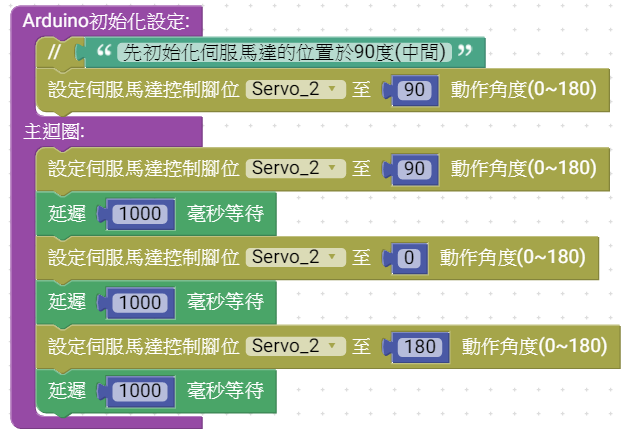 Arduino初始化設定:
// “ 先初始化伺服馬達的位置於90度(中間) ”
設定伺服馬達控制腳位 Servo_2 至 90 動作角度(0~180)
主迴圈:
設定伺服馬達控制腳位 Servo_2 至 90 動作角度(0~180)
延遲 1000 毫秒等待
設定伺服馬達控制腳位 Servo_2 至 0 動作角度(0~180)
延遲 1000 毫秒等待
設定伺服馬達控制腳位 Servo_2 至 180 動作角度(0~180)
延遲 1000 毫秒等待